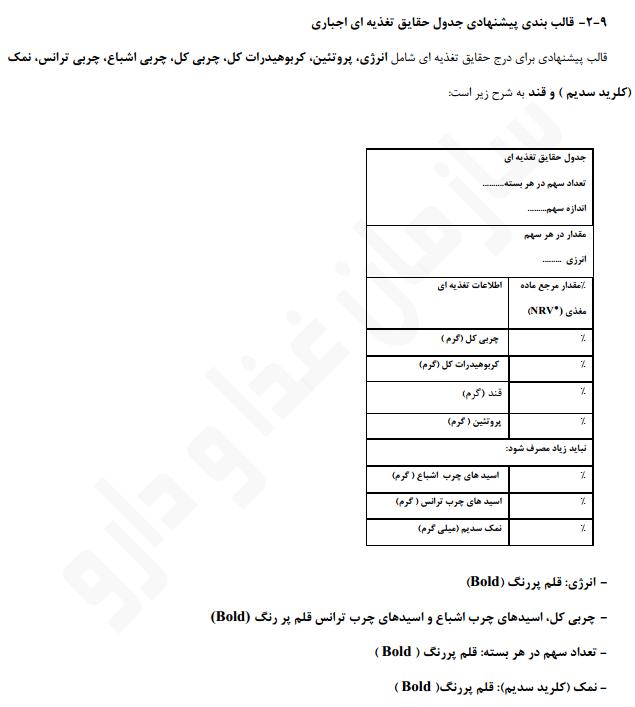 ۲-۹- قالب بندی پیشنهادی جدول حقایق تغذیه ای اجباری
قالب پیشنهادی برای درج حقایق تغذیه ای شامل انرژی، پروتئین، کربوهیدرات کل، چربی کل، چربی اشباع، چربی ترانس، نمک
(کلرید سدیم ) و قند به شرح زیر است:
جدول حقایق تغذیه ای
تعداد سهم در هر بسته..........
اندازه سهم.........
مقدار در هر سهم
انرژی .........
٪مقدار مرجع ماده اطلاعات تغذیه ای
مغذی (NRV*)
٪ چربی کل (گرم )
٪ کربوهیدرات کل (گرم)
٪ قند (گرم)
٪ پروتئین ( گرم)
نباید زیاد مصرف شود:
٪ اسید های چرب اشباع ( گرم)
٪ اسید های چرب ترانس ( گرم)
٪ نمک سدیم (میلی گرم)
- انرژی: قلم پررنگ (Bold)
- چربی کل، اسیدهای چرب اشباع و اسیدهای چرب ترانس قلم پر رنگ (Bold)
- تعداد سهم در هر بسته: قلم پررنگ ( Bold )
- نمک (کلرید سدیم): قلم پررنگ( Bold )
سازمان غذا و دارو